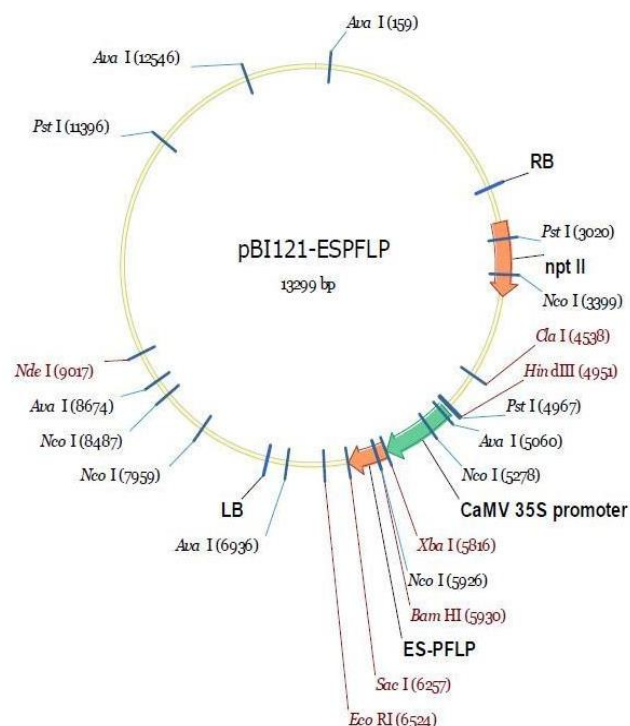 Ava I (159)
Ava I (12546)
Pst I (11396)
RB
pBI121-ESPFLP
13299 bp
Pst I (3020)
npt II
Nco I (3399)
Cla I (4538)
Hin dIII (4951)
Pst I (4967)
Ava I (5060)
Nco I (5278)
CaMV 35S promoter
Xba I (5816)
Nco I (5926)
Bam HI (5930)
ES-PFLP
Sac I (6257)
Eco RI (6524)
Ava I (6936)
LB
Nco I (7959)
Nco I (8487)
Ava I (8674)
Nde I (9017)